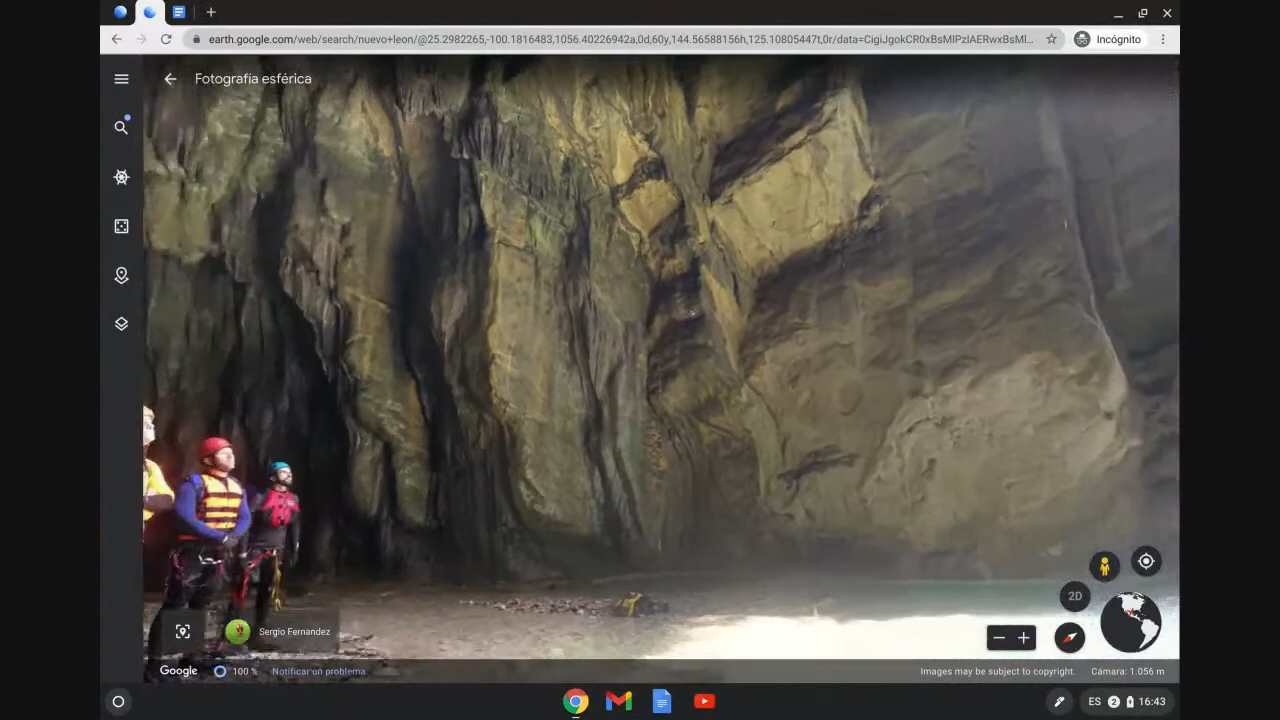 earth.google.com/web/search/nuevo+leon/@25.2982265,-100.1816483,1056.40226942a,0d,60y,144.56588156h,125.10805447t,0r/data=CigiJgokCR0xBsMIPzIAERwxBsMI...
Incógnito
Fotografía esférica
2D
Sergio Fernandez
Google
100 %
Notificar un problema
Images may be subject to copyright.
Cámara: 1.056 m
ES
2
16:43